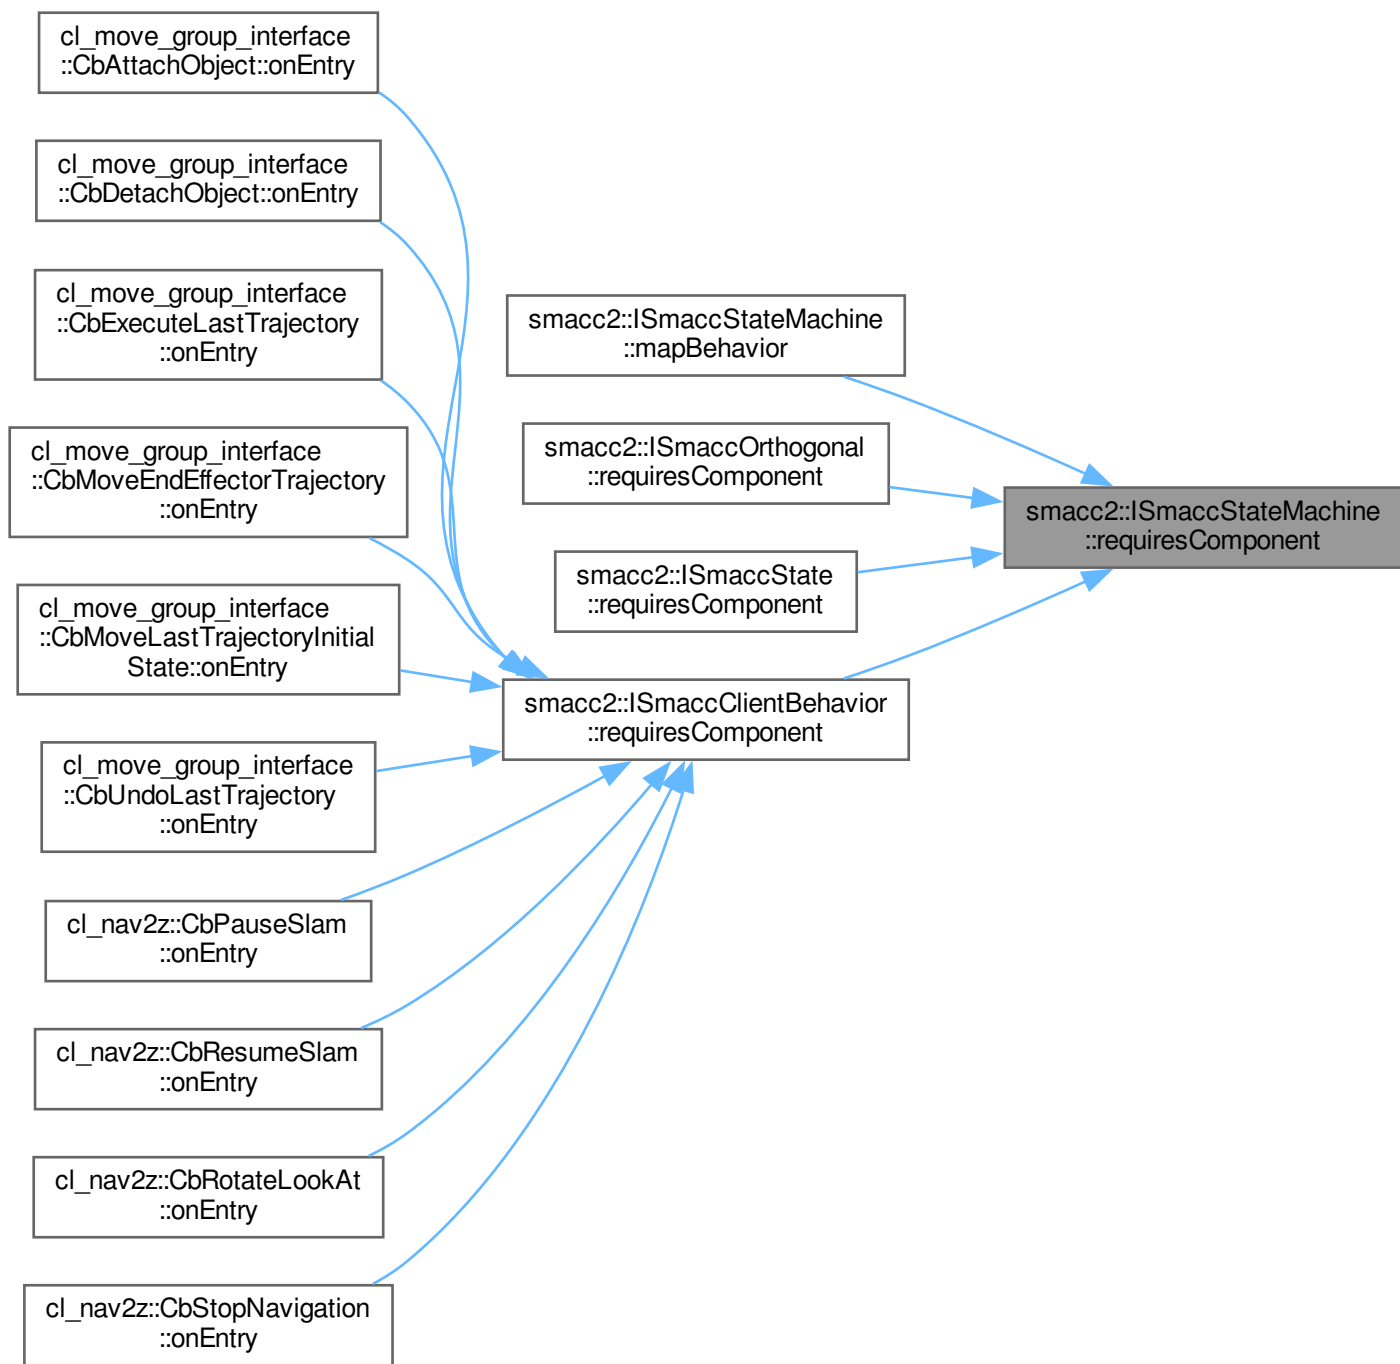 cl_move_group_interface
::CbAttachObject::onEntry
cl_move_group_interface
::CbDetachObject::onEntry
cl_move_group_interface
::CbExecuteLastTrajectory
::onEntry
cl_move_group_interface
::CbMoveEndEffectorTrajectory
::onEntry
cl_move_group_interface
::CbMoveLastTrajectoryInitial
State::onEntry
cl_move_group_interface
::CbUndoLastTrajectory
::onEntry
cl_nav2z::CbPauseSlam
::onEntry
cl_nav2z::CbResumeSlam
::onEntry
cl_nav2z::CbRotateLookAt
::onEntry
cl_nav2z::CbStopNavigation
::onEntry
smacc2::ISmaccStateMachine
::mapBehavior
smacc2::ISmaccOrthogonal
::requiresComponent
smacc2::ISmaccState
::requiresComponent
smacc2::ISmaccClientBehavior
::requiresComponent
smacc2::ISmaccStateMachine
::requiresComponent